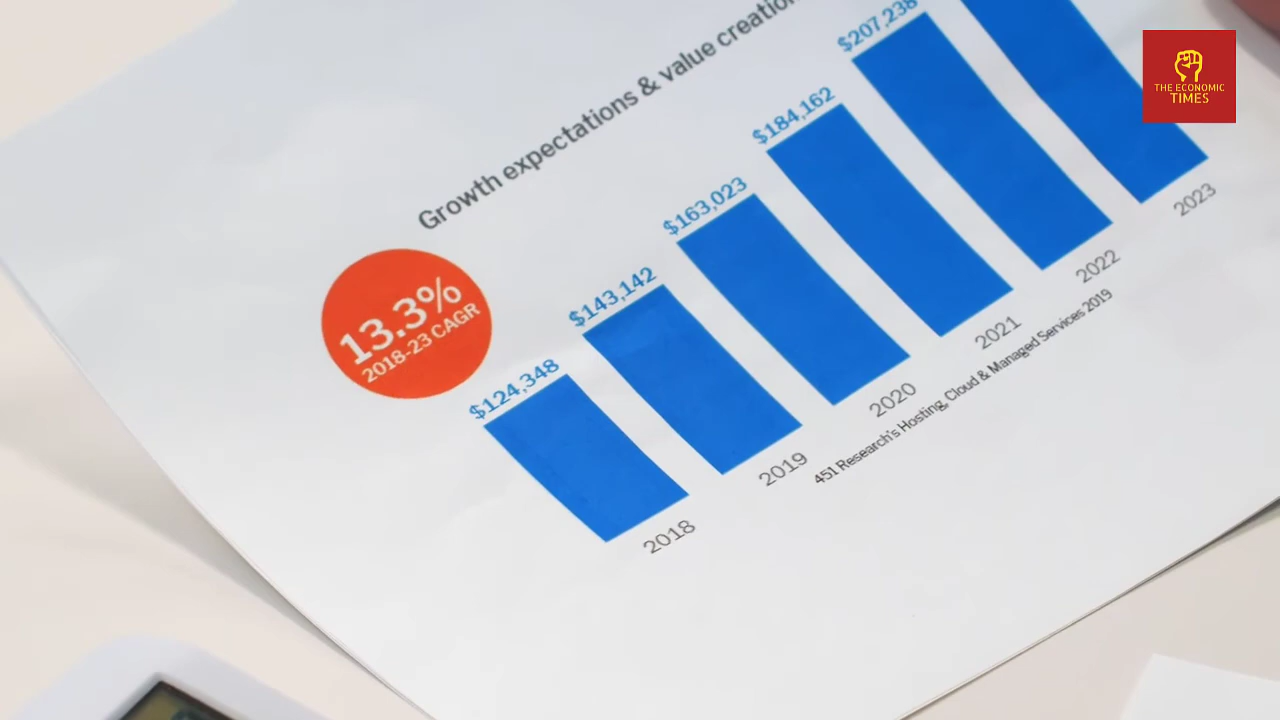 Growth expectations & value creation
13.3%
2018-23 CAGR
$124,348
$143,142
$163,023
$184,162
$207,238
2018
2019
2020
2021
2022
2023
451 Research's Hosting, Cloud & Managed Services 2019
THE ECONOMIC
TIMES